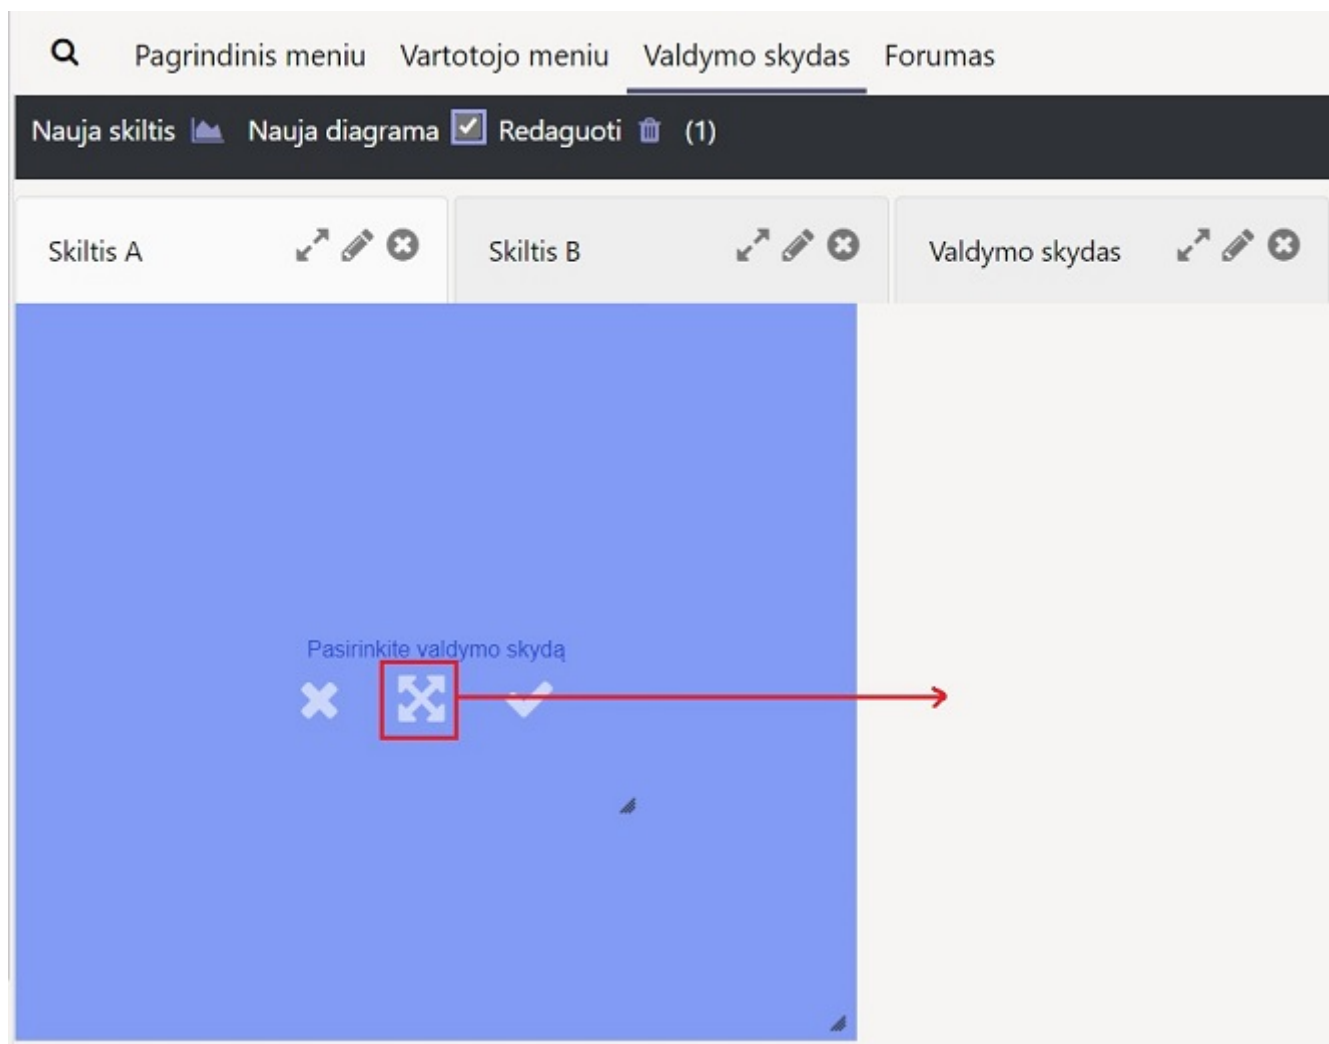 Pagrindinis meniu Vartotojo meniu Valdymo skydas Forumas
Nauja skiltis Nauja diagrama Redaguoti (1)
Skiltis A Skiltis B Valdymo skydas
Pasirinkite valdymo skydą